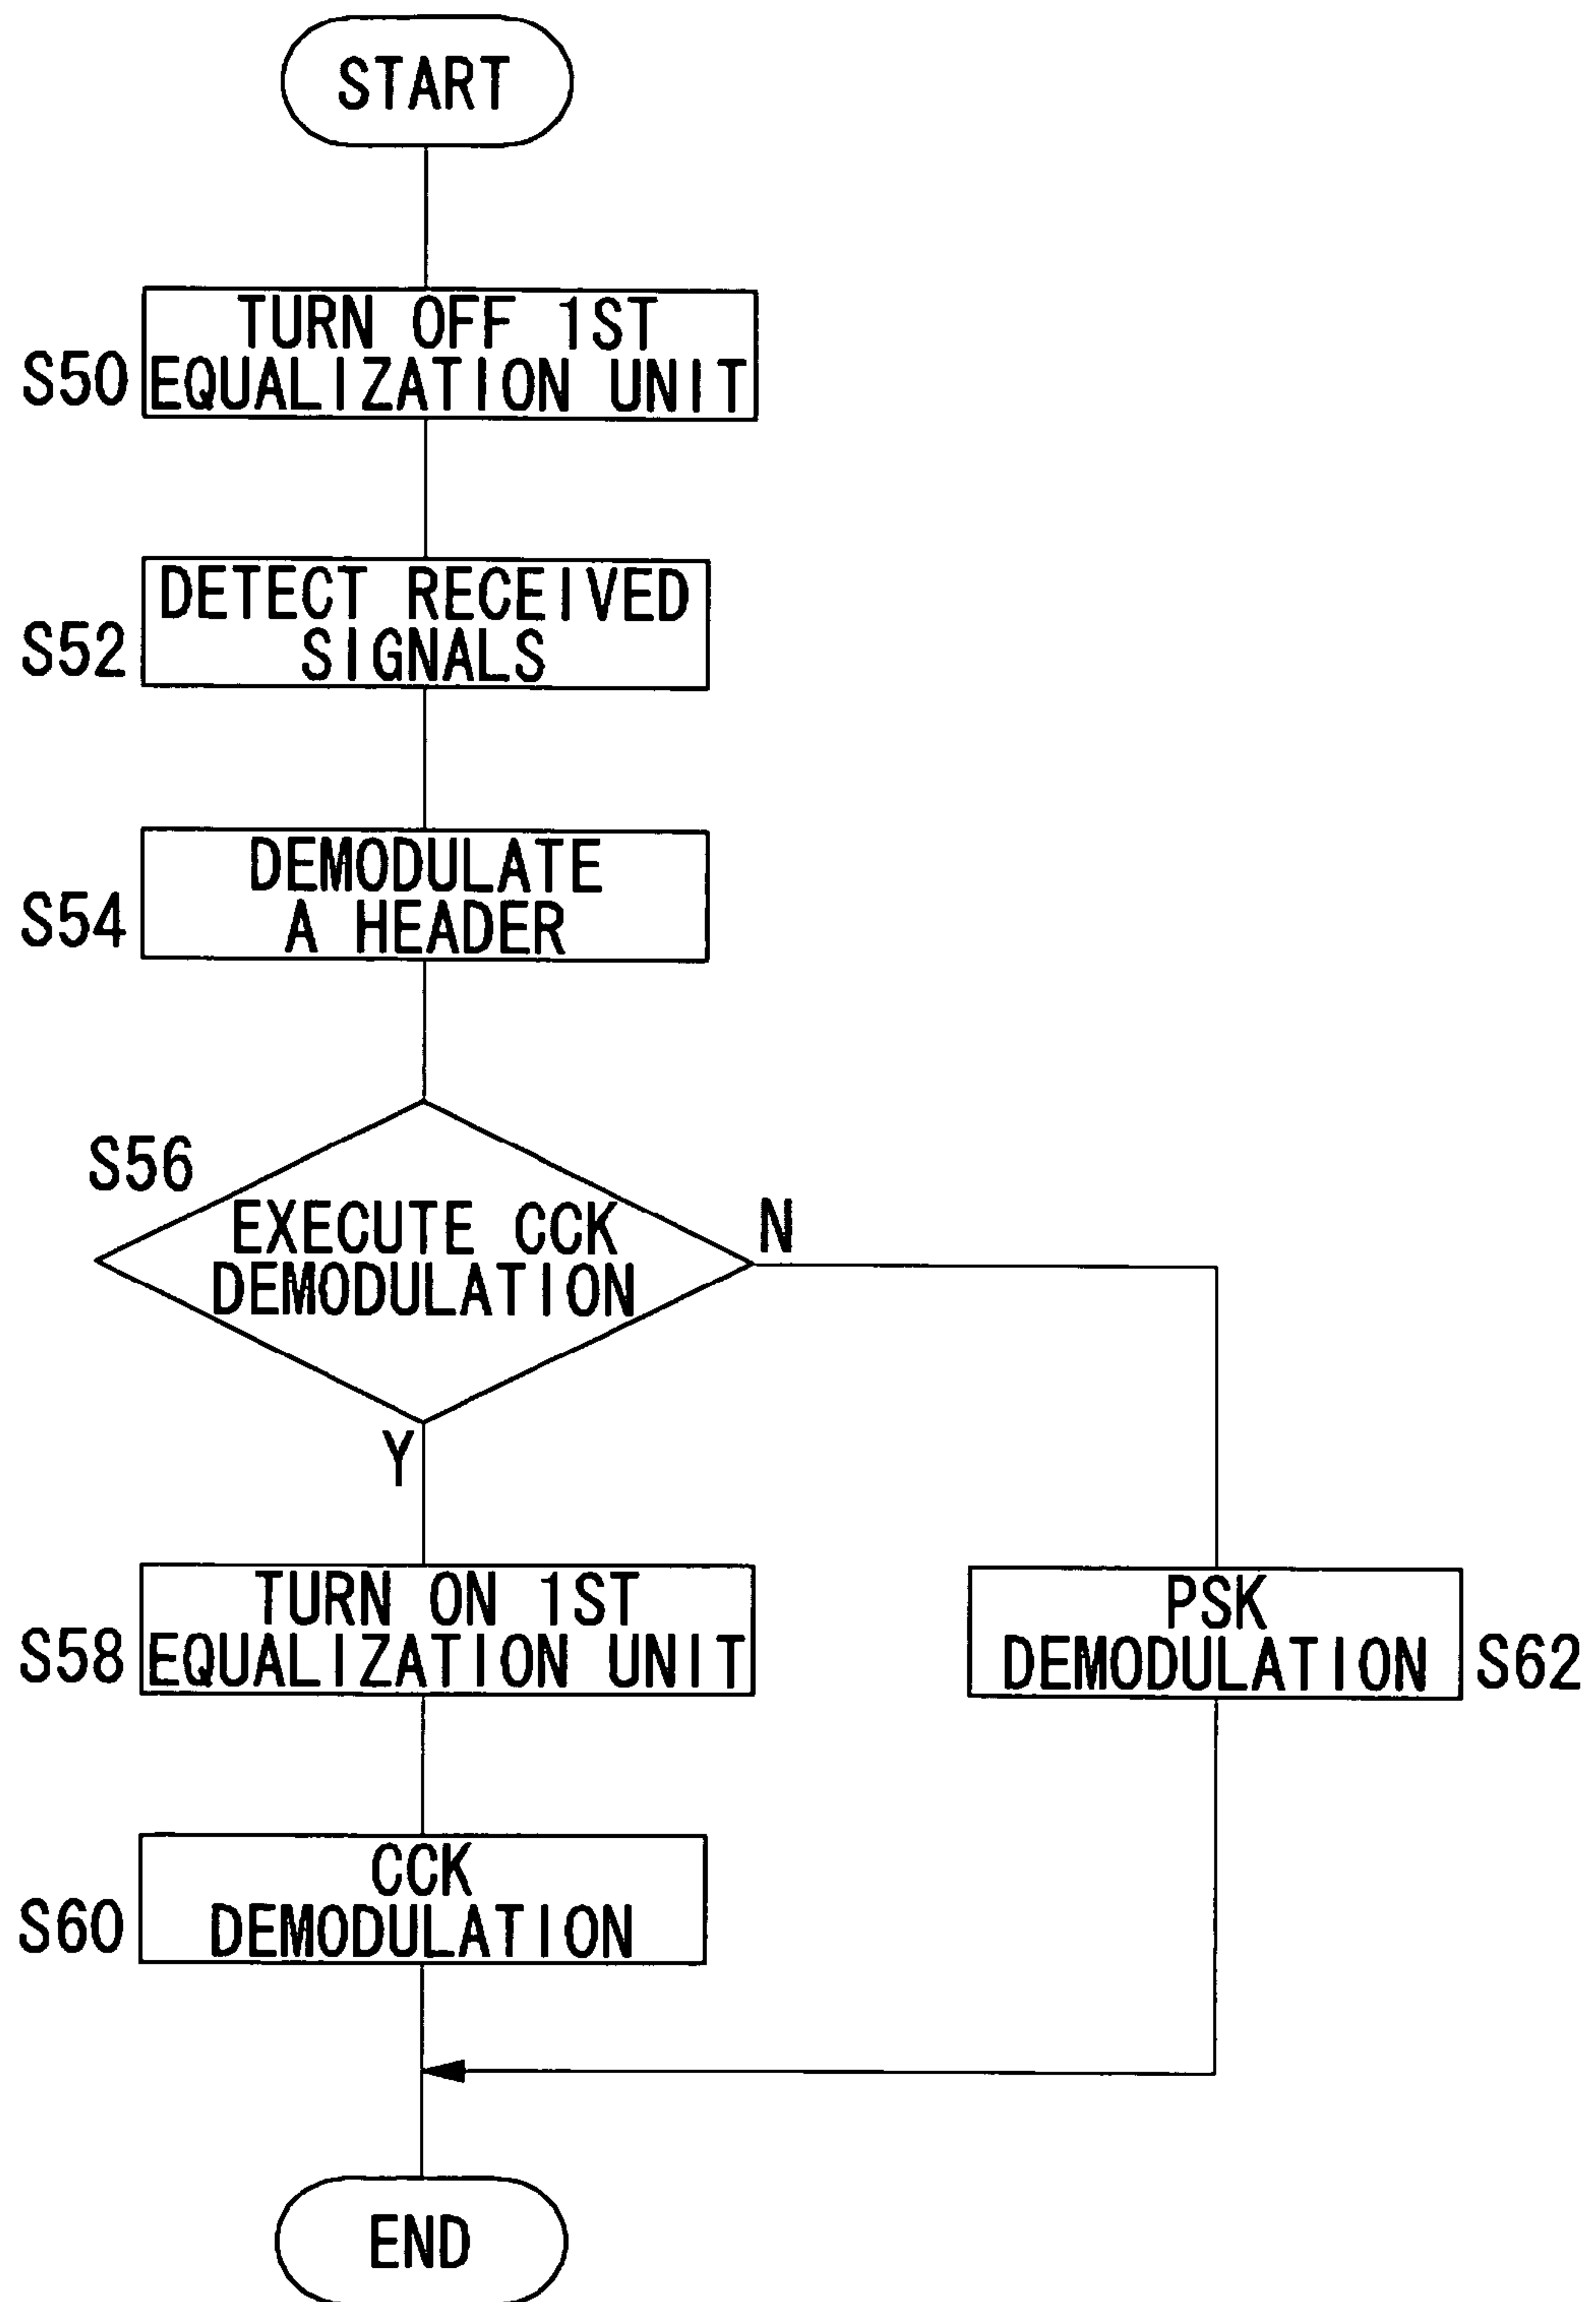 START
TURN OFF 1ST
S50 EQUALIZATION UNIT
DETECT RECEIVED
S52 SIGNALS
DEMODULATE
S54 A HEADER
S56
EXECUTE CCK
DEMODULATION
N
Y
TURN ON 1ST
S58 EQUALIZATION UNIT
PSK
DEMODULATION S62
CCK
S60 DEMODULATION
END